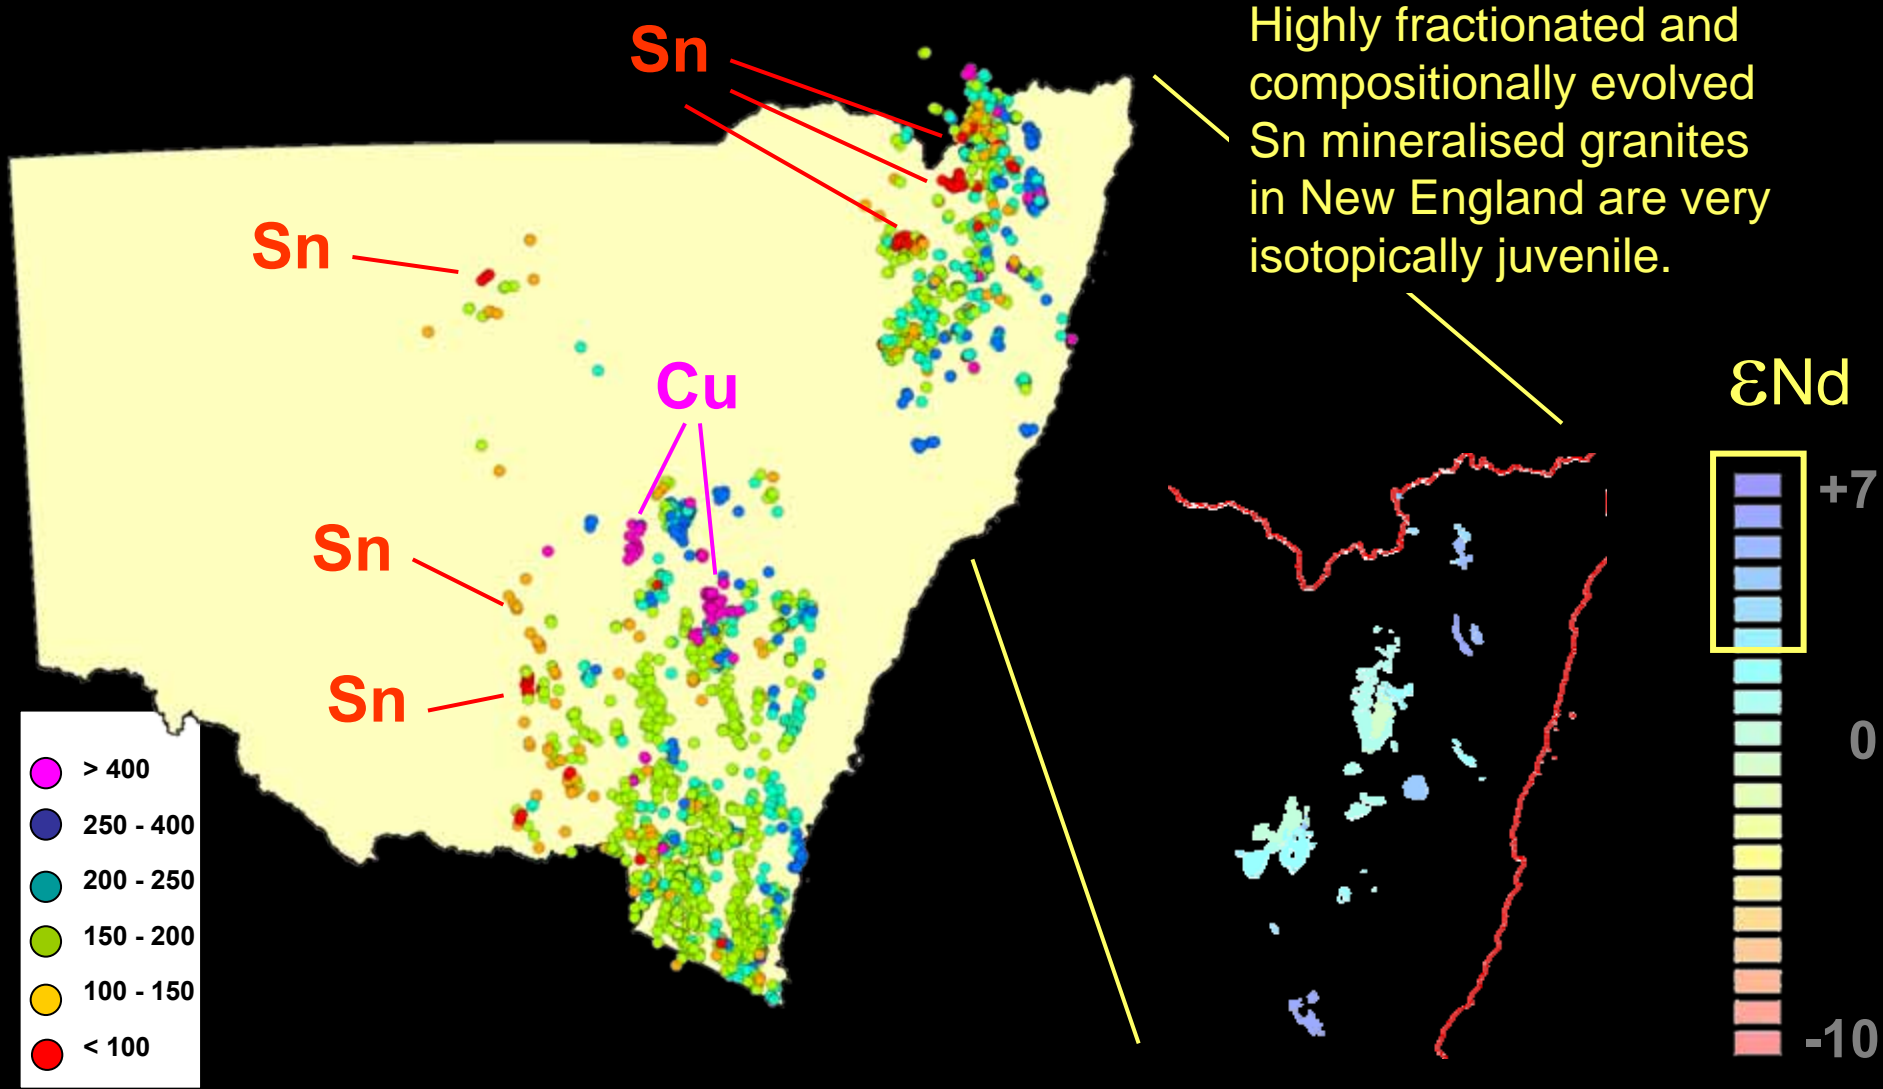 Highly fractionated and
compositionally evolved
Sn mineralised granites
in New England are very
isotopically juvenile.
Sn
Sn
Cu
Sn
Sn
εNd
+7
0
-10
> 400
250 - 400
200 - 250
150 - 200
100 - 150
< 100